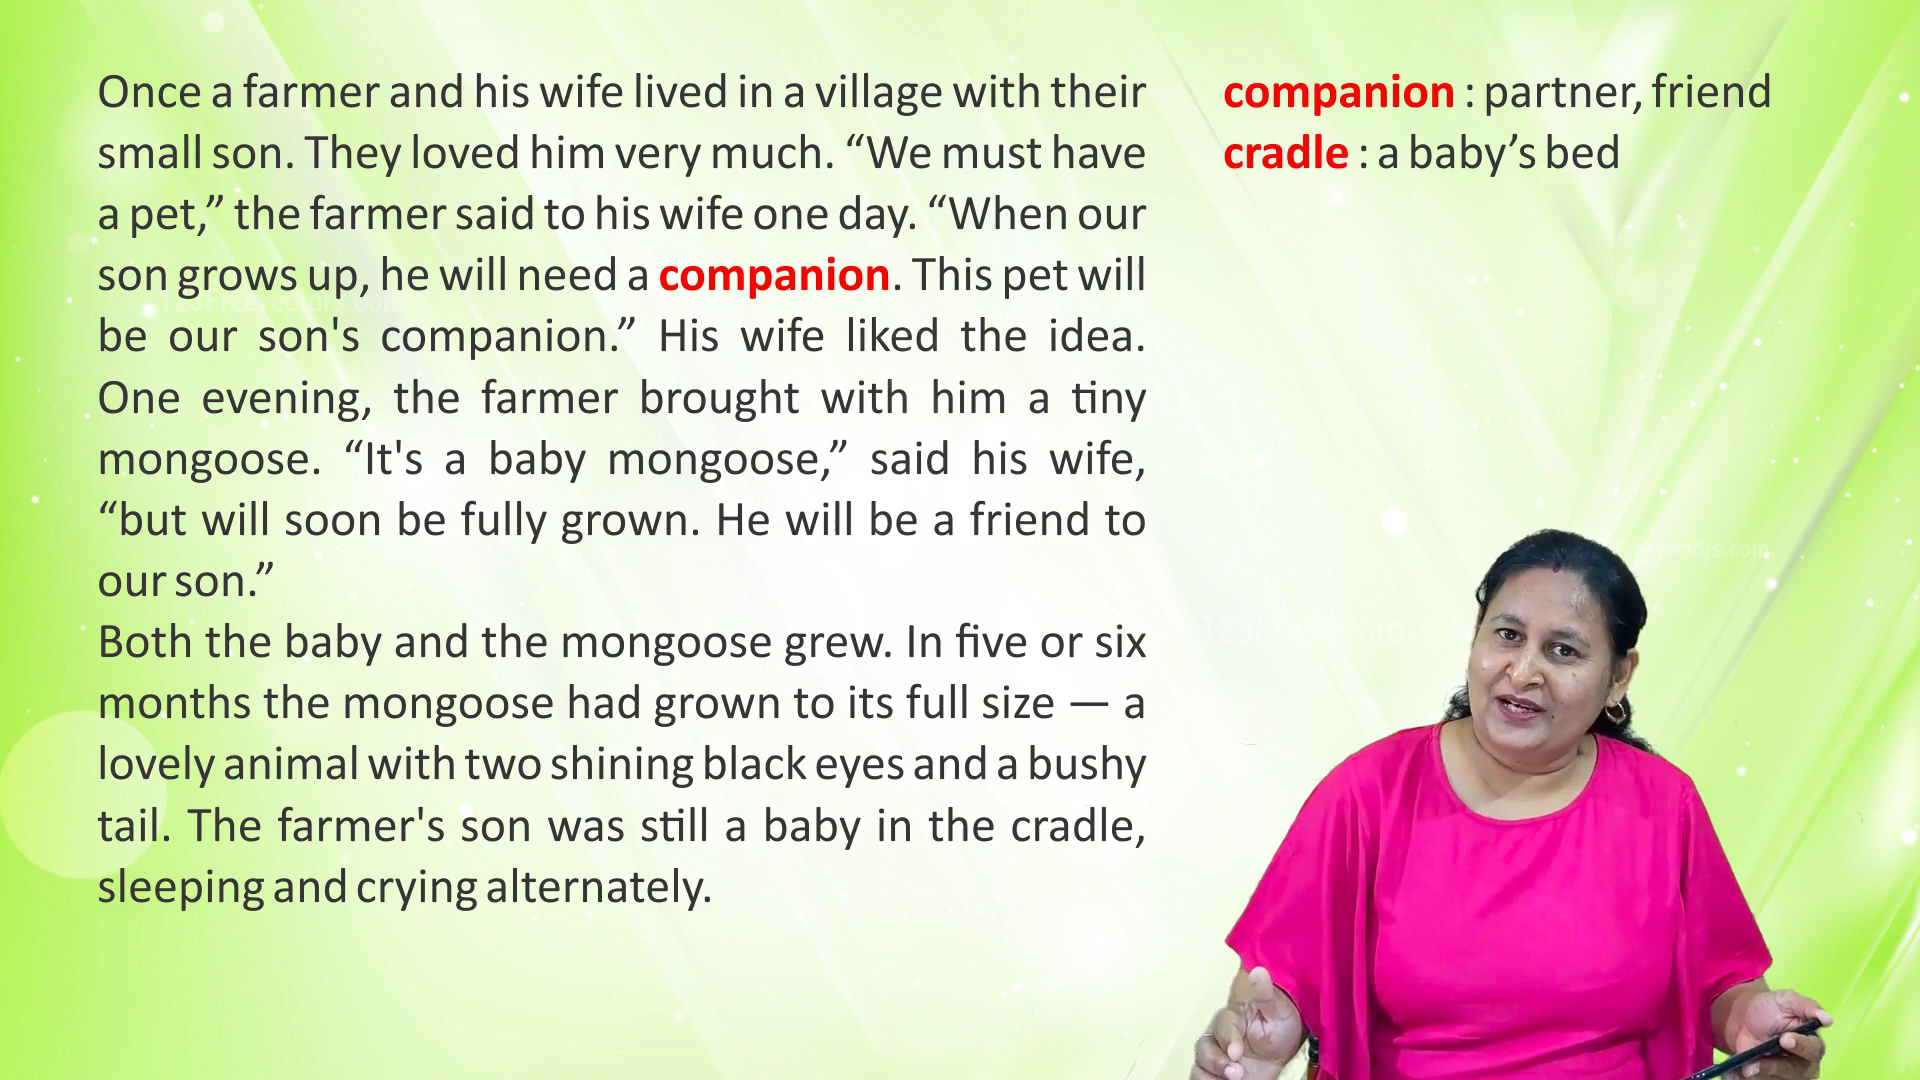 Once a farmer and his wife lived in a village with their
small son. They loved him very much. “We must have
a pet,” the farmer said to his wife one day. “When our
son grows up, he will need a companion. This pet will
be our son's companion.” His wife liked the idea.
One evening, the farmer brought with him a tiny
mongoose. “It's a baby mongoose,” said his wife,
“but will soon be fully grown. He will be a friend to
our son.”
Both the baby and the mongoose grew. In five or six
months the mongoose had grown to its full size — a
lovely animal with two shining black eyes and a bushy
tail. The farmer's son was still a baby in the cradle,
sleeping and crying alternately.
companion : partner, friend
cradle : a baby’s bed